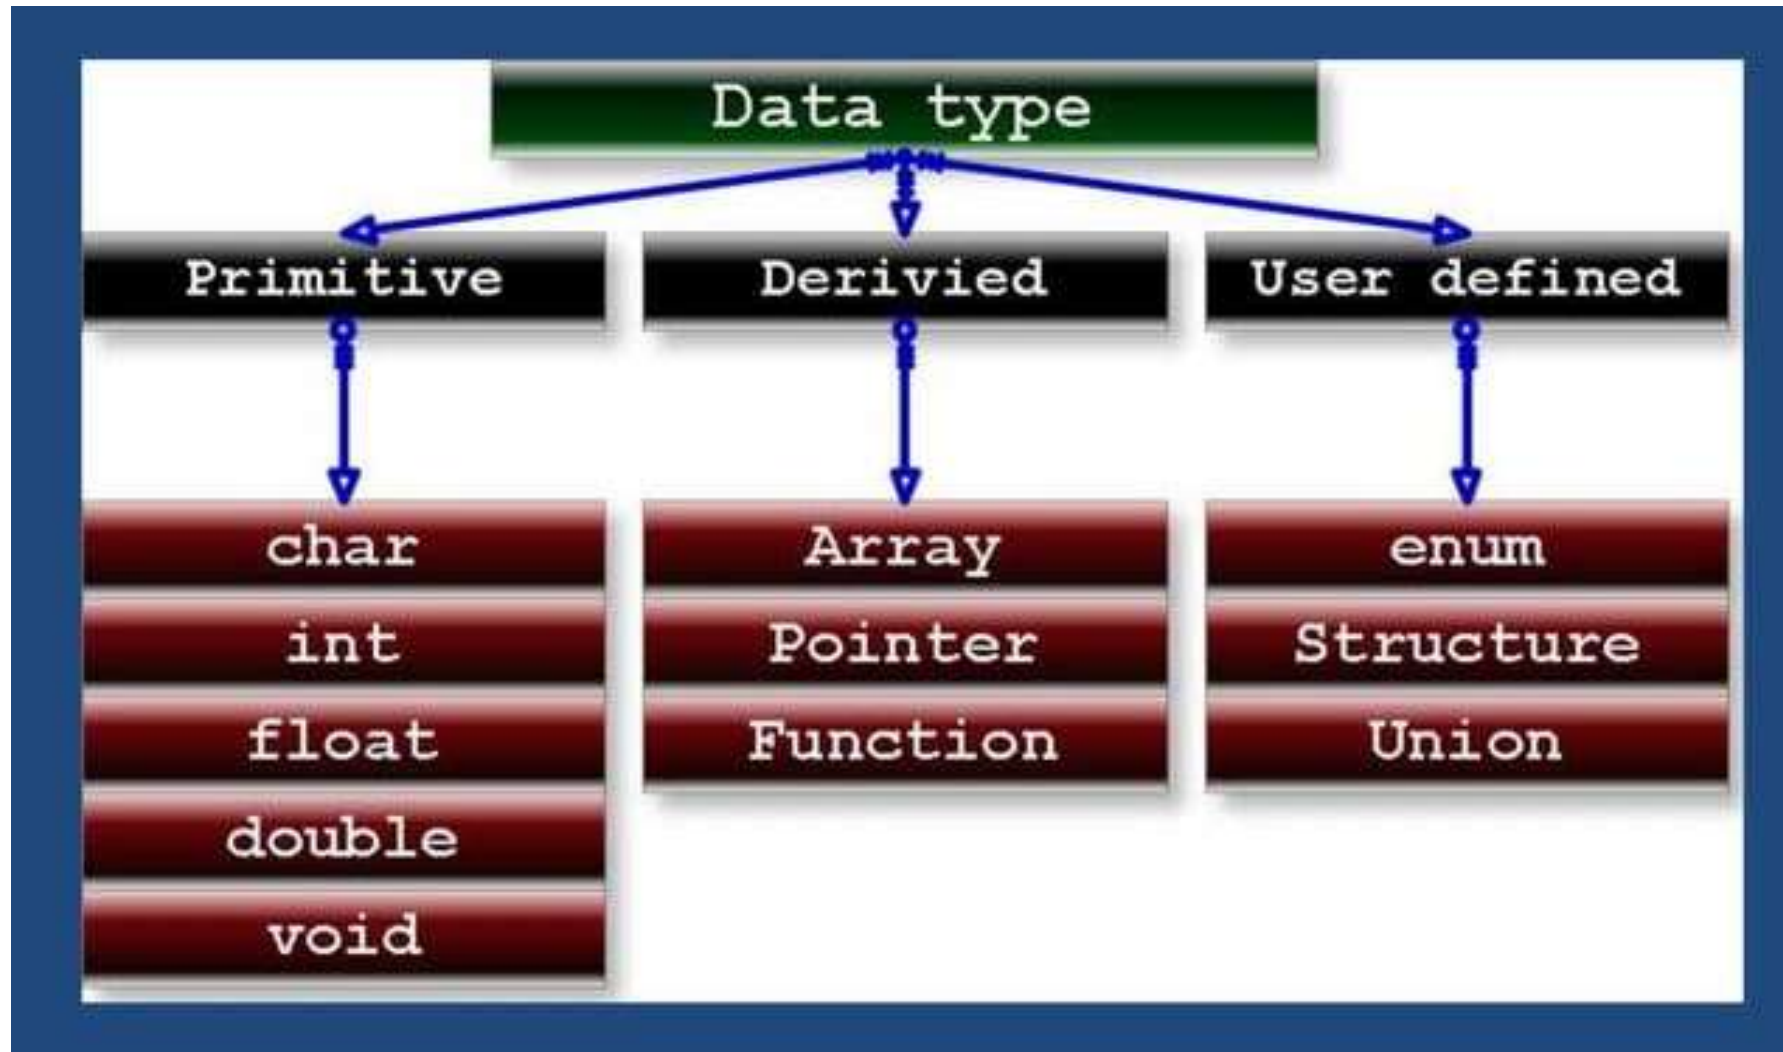 Data type
Primitive
Derivied
User defined
char
int
float
double
void
Array
Pointer
Function
enum
Structure
Union